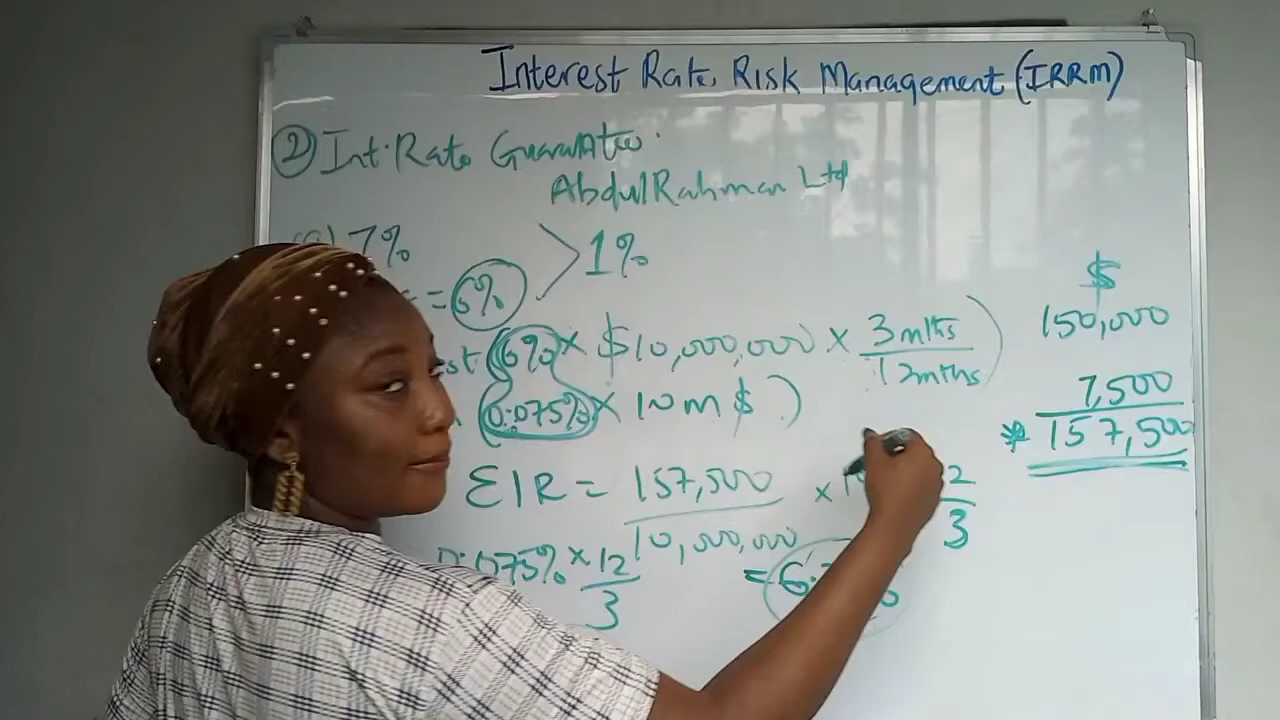 Interest Rate Risk Management (IRRM)
② Int. Rate Guarantee.
AbdulRahman Ltd
7%
> 1%
= 6%
$
(6% × $10,000,000 × 3mths/12mths)
150,000
(0.075% × 10m$)
7,500
* 157,500
EIR = 157,500/10,000,000
0.075% × 12/3